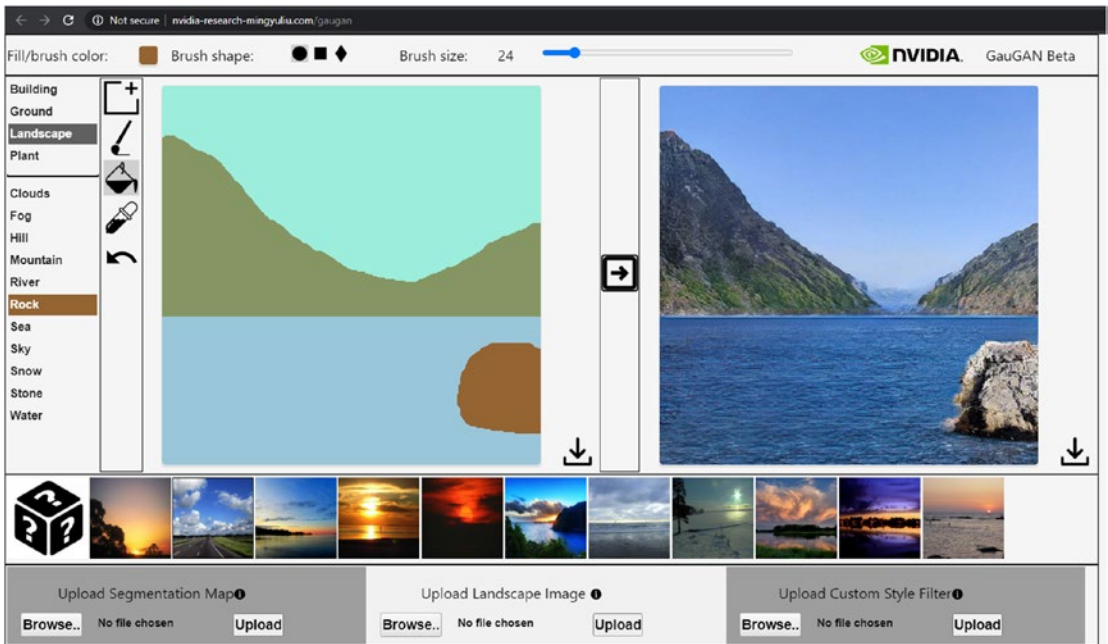 Not secure | nvidia-research-mingyuliu.com/gaugan
Fill/brush color: Brush shape: Brush size: 24 NVIDIA. GauGAN Beta
Building
Ground
Landscape
Plant
Clouds
Fog
Hill
Mountain
River
Rock
Sea
Sky
Snow
Stone
Water
Upload Segmentation Map Upload Landscape Image Upload Custom Style Filter
Browse.. No file chosen Upload Browse.. No file chosen Upload Browse.. No file chosen Upload